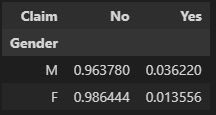 Claim No Yes
Gender
M 0.963780 0.036220
F 0.986444 0.013556